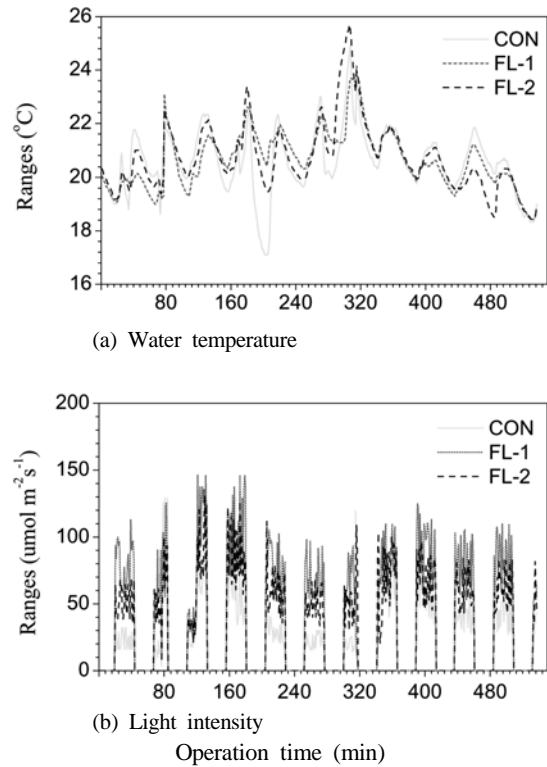 26
24
22
20
18
16
Ranges (°C)
CON
FL-1
FL-2
80 160 240 320 400 480
(a) Water temperature
200
150
100
50
0
Ranges (umol m⁻² s⁻¹)
CON
FL-1
FL-2
80 160 240 320 400 480
(b) Light intensity
Operation time (min)